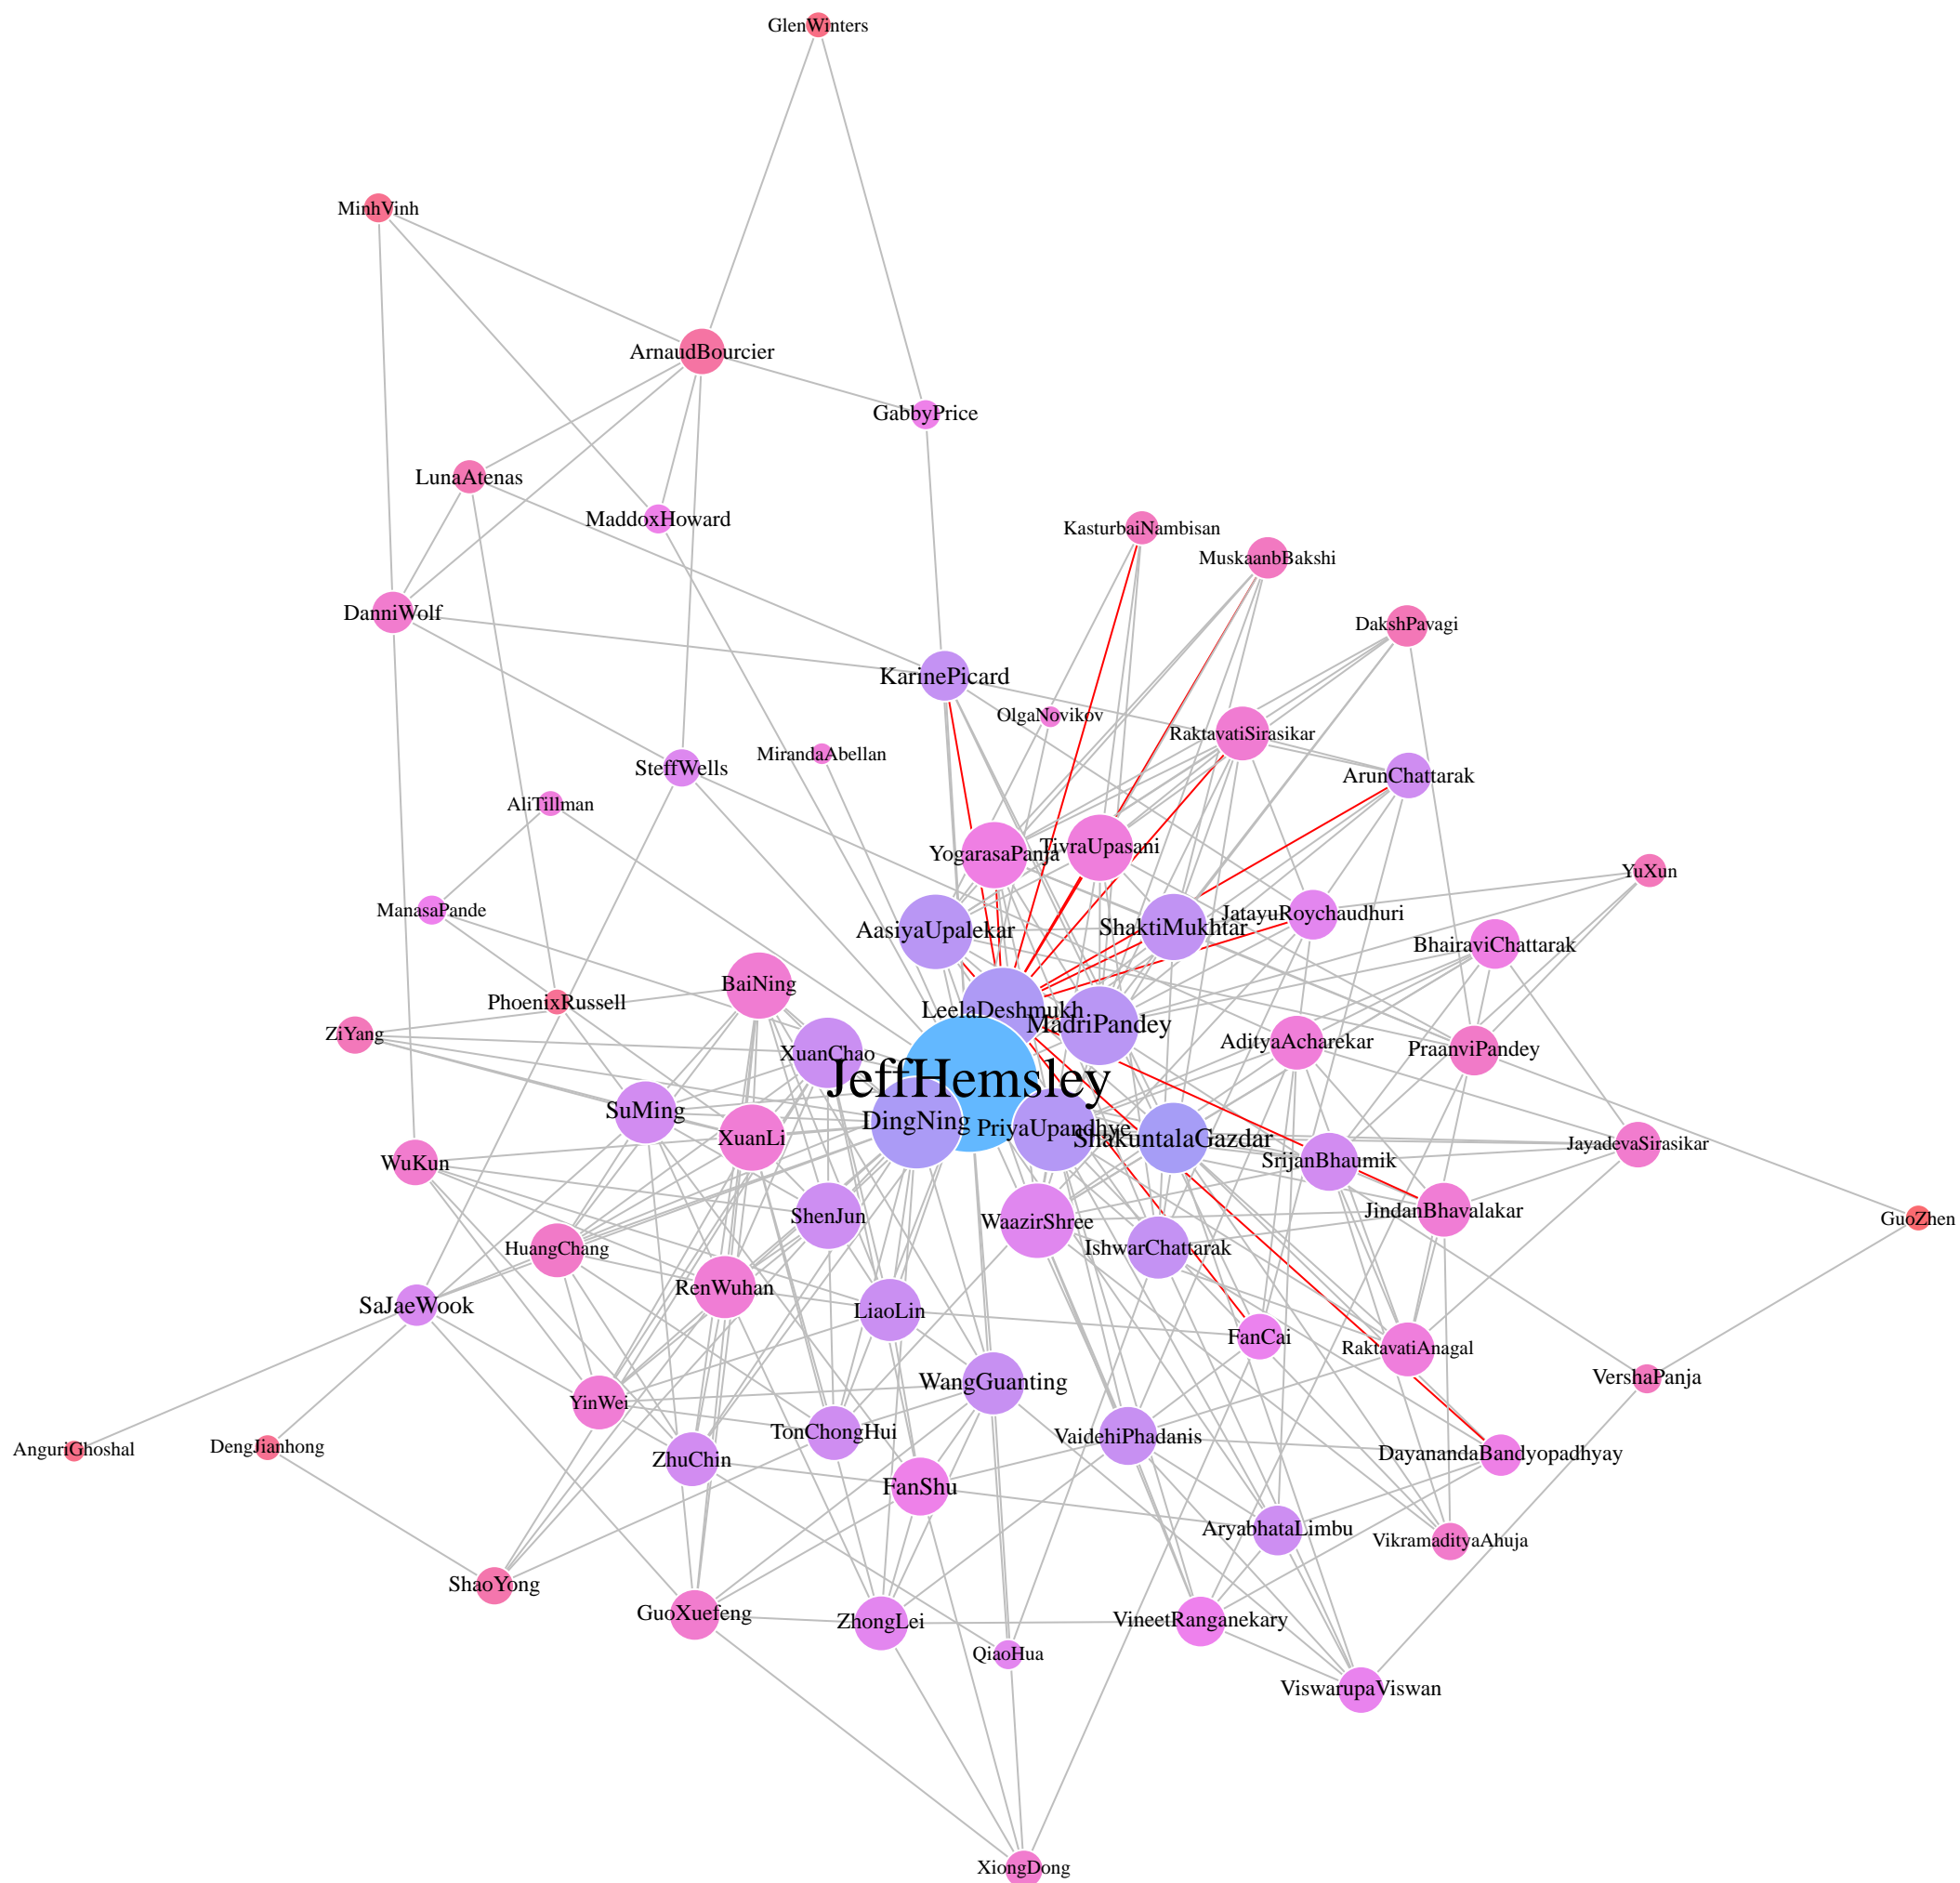 GlenWinters
MinhVinh
ArnaudBourcier
GabbyPrice
LunaAtenas
MaddoxHoward
KasturbaiNambisan
MuskaanbBakshi
DanniWolf
DakshPavagi
KarinePicard
OlgaNovikov
RaktavatiSirasikar
MirandaAbellan
SteffWells
ArunChattarak
AliTillman
YogarasaPanja
TivraUpasani
YuXun
ManasaPande
JatayuRoychaudhuri
AasiyaUpalekar
ShaktiMukhtar
BhairaviChattarak
BaiNing
PhoenixRussell
LeelaDeshmukh
MadriPandey
ZiYang
XuanChao
AdityaAcharekar
PraanviPandey
JeffHemsley
SuMing
DingNing
PriyaUpandhye
XuanLi
ShakuntalaGazdar
JayadevaSirasikar
WuKun
SrijanBhaumik
JindanBhavalakar
ShenJun
WaazirShree
GuoZhen
HuangChang
IshwarChattarak
RenWuhan
SaJaeWook
LiaoLin
FanCai
RaktavatiAnagal
WangGuanting
VershaPanja
YinWei
TonChongHui
VaidehiPhadanis
AnguriGhoshal
DengJianhong
ZhuChin
DayanandaBandyopadhyay
FanShu
AryabhataLimbu
VikramadityaAhuja
ShaoYong
GuoXuefeng
ZhongLei
VineetRanganekary
QiaoHua
ViswarupaViswan
XiongDong